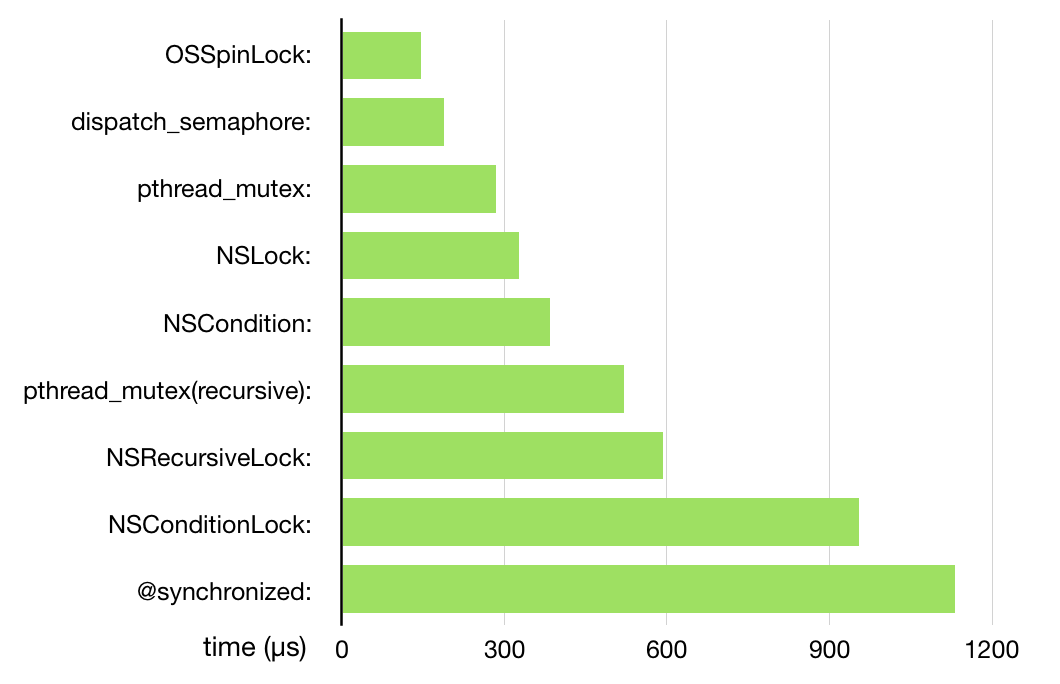 OSSpinLock:
dispatch_semaphore:
pthread_mutex:
NSLock:
NSCondition:
pthread_mutex(recursive):
NSRecursiveLock:
NSConditionLock:
@synchronized:
time (µs) 0 300 600 900 1200